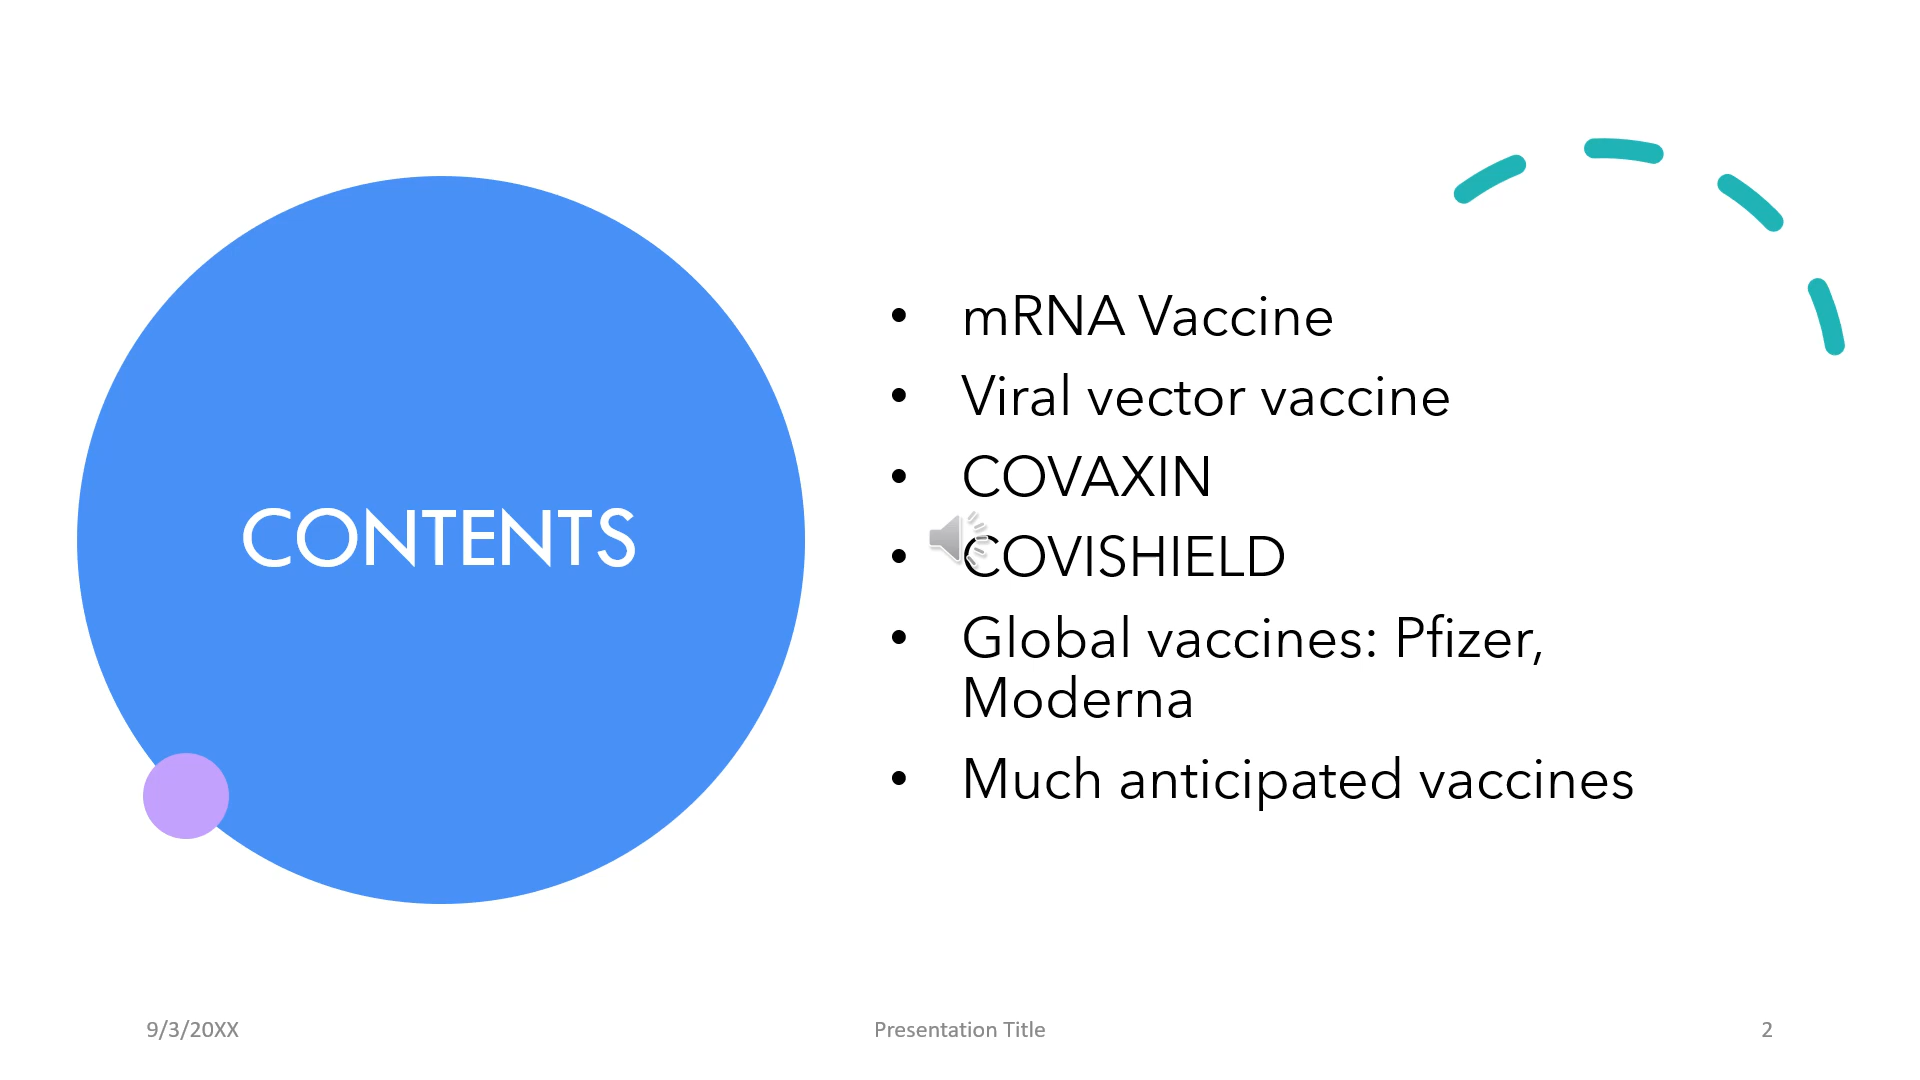 CONTENTS
• mRNA Vaccine
• Viral vector vaccine
• COVAXIN
• COVISHIELD
• Global vaccines: Pfizer,
Moderna
• Much anticipated vaccines
9/3/20XX
Presentation Title
2